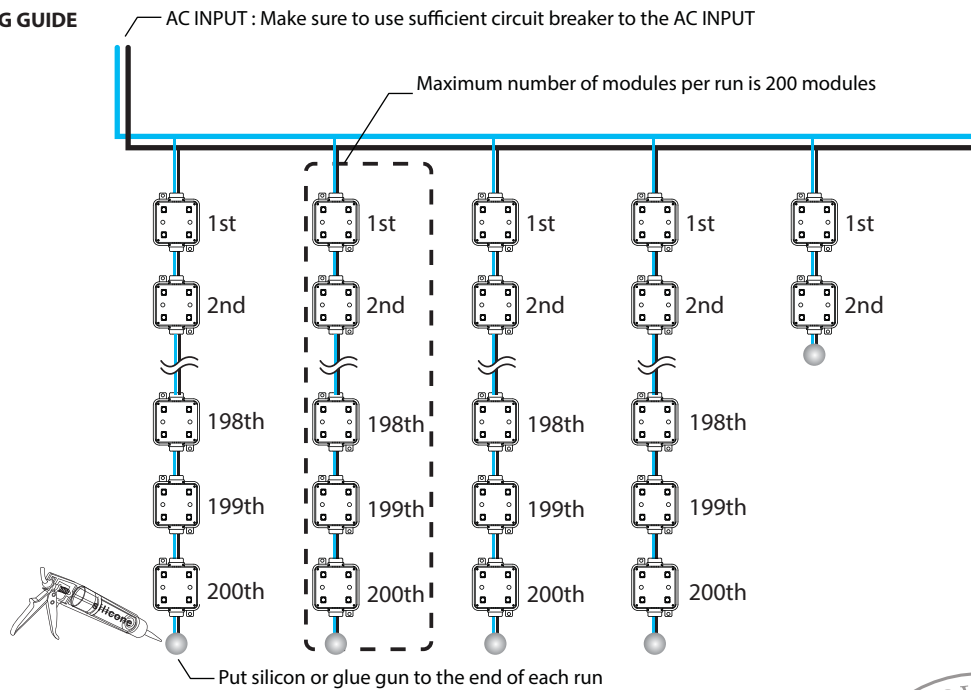 G GUIDE
AC INPUT : Make sure to use sufficient circuit breaker to the AC INPUT
Maximum number of modules per run is 200 modules
1st 1st 1st 1st 1st
2nd 2nd 2nd 2nd 2nd
198th 198th 198th 198th
199th 199th 199th 199th
200th 200th 200th 200th
silicone
Put silicon or glue gun to the end of each run